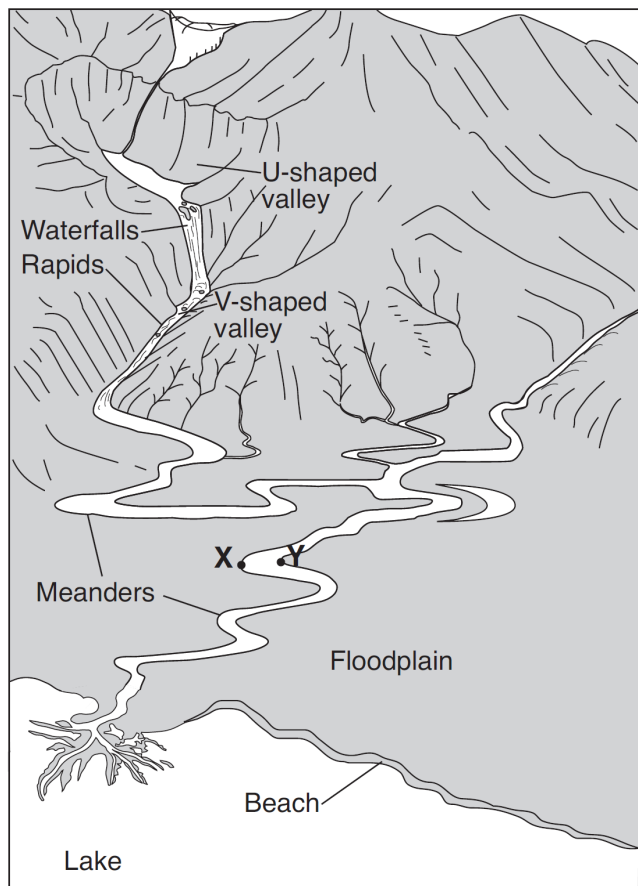 U-shaped
valley
Waterfalls
Rapids
V-shaped
valley
X
Y
Meanders
Floodplain
Beach
Lake